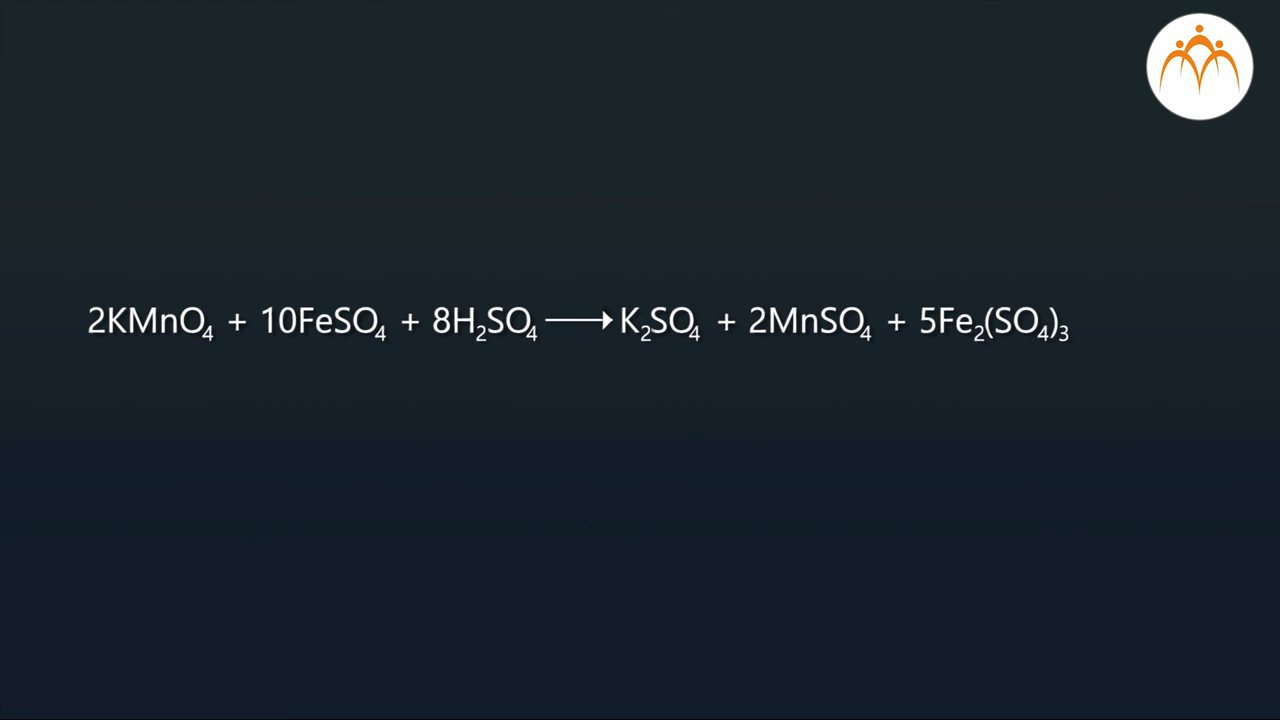 2KMnO₄ + 10FeSO₄ + 8H₂SO₄ ⟶ K₂SO₄ + 2MnSO₄ + 5Fe₂(SO₄)₃